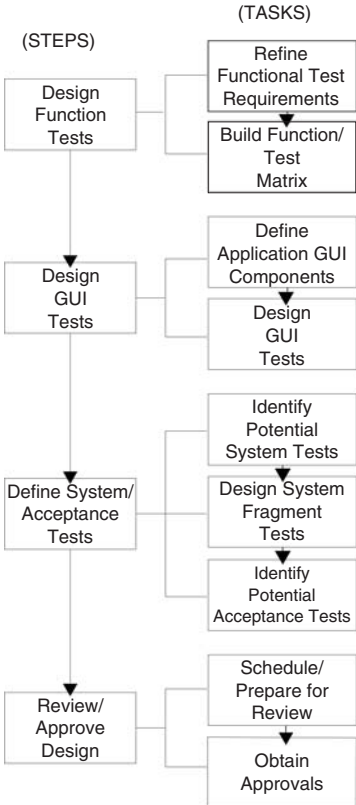 (STEPS)
(TASKS)
Design
Function
Tests
Refine
Functional Test
Requirements
Build Function/
Test
Matrix
Design
GUI
Tests
Define
Application GUI
Components
Design
GUI
Tests
Define System/
Acceptance
Tests
Identify
Potential
System Tests
Design System
Fragment
Tests
Identify
Potential
Acceptance Tests
Review/
Approve
Design
Schedule/
Prepare for
Review
Obtain
Approvals